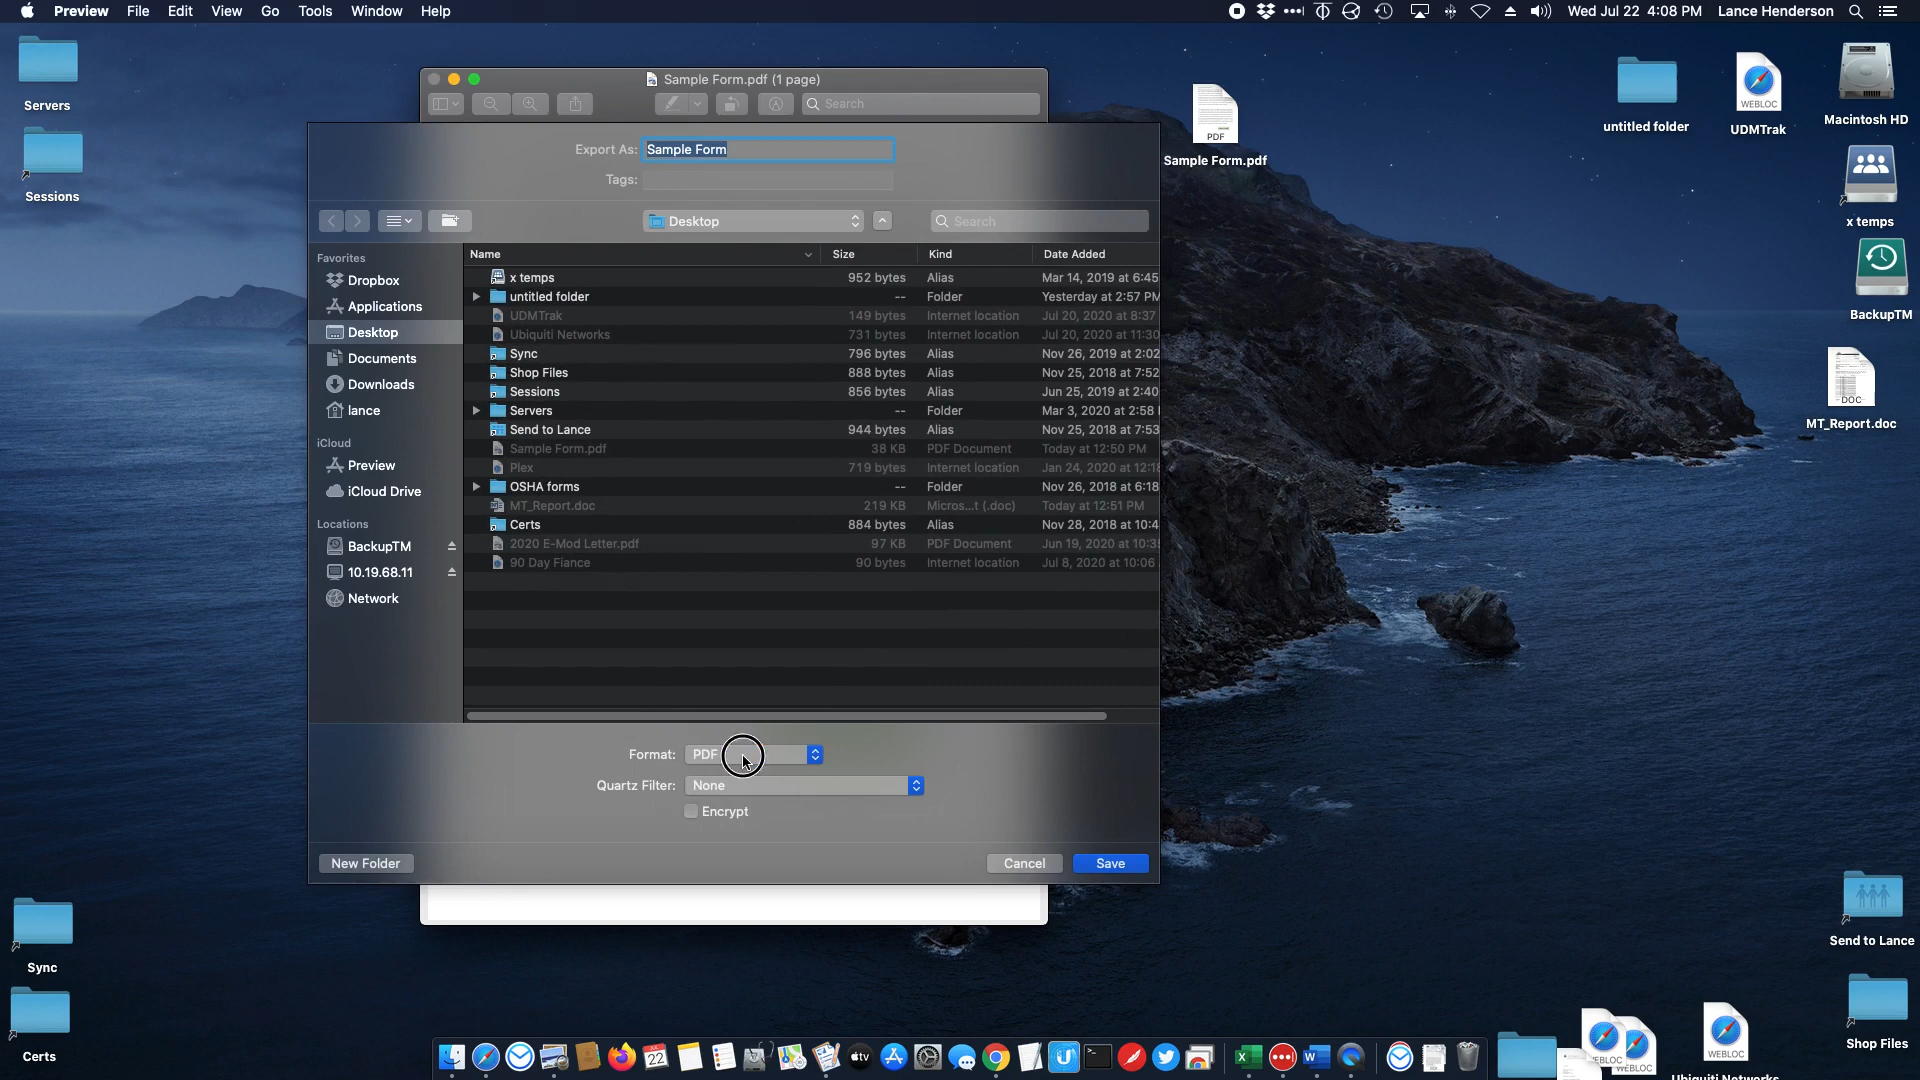 Preview File Edit View Go Tools Window Help
Wed Jul 22 4:08 PM Lance Henderson
Servers
Sessions
Sample Form.pdf (1 page)
Search
PDF
Sample Form.pdf
untitled folder
WEBLOC
UDMTrak
Macintosh HD
x temps
BackupTM
DOC
MT_Report.doc
Export As: Sample Form
Tags:
Desktop
Search
Favorites
Dropbox
Applications
Desktop
Documents
Downloads
lance
iCloud
Preview
iCloud Drive
Locations
BackupTM
10.19.68.11
Network
Name Size Kind Date Added
x temps 952 bytes Alias Mar 14, 2019 at 6:45
untitled folder -- Folder Yesterday at 2:57 PM
UDMTrak 149 bytes Internet location Jul 20, 2020 at 8:37
Ubiquiti Networks 731 bytes Internet location Jul 20, 2020 at 11:30
Sync 796 bytes Alias Nov 26, 2019 at 2:02
Shop Files 888 bytes Alias Nov 25, 2018 at 7:52
Sessions 856 bytes Alias Jun 25, 2019 at 2:40
Servers -- Folder Mar 3, 2020 at 2:58
Send to Lance 944 bytes Alias Nov 25, 2018 at 7:53
Sample Form.pdf 38 KB PDF Document Today at 12:50 PM
Plex 719 bytes Internet location Jan 24, 2020 at 12:18
OSHA forms -- Folder Nov 26, 2018 at 6:18
MT_Report.doc 219 KB Micros...t (.doc) Today at 12:51 PM
Certs 884 bytes Alias Nov 28, 2018 at 10:4
2020 E-Mod Letter.pdf 97 KB PDF Document Jun 19, 2020 at 10:3
90 Day Fiance 90 bytes Internet location Jul 8, 2020 at 10:06
Format: PDF
Quartz Filter: None
Encrypt
New Folder Cancel Save
Sync
Certs
Send to Lance
Shop Files
WEBLOC
WEBLOC
Ubiquiti Networks
22
tv